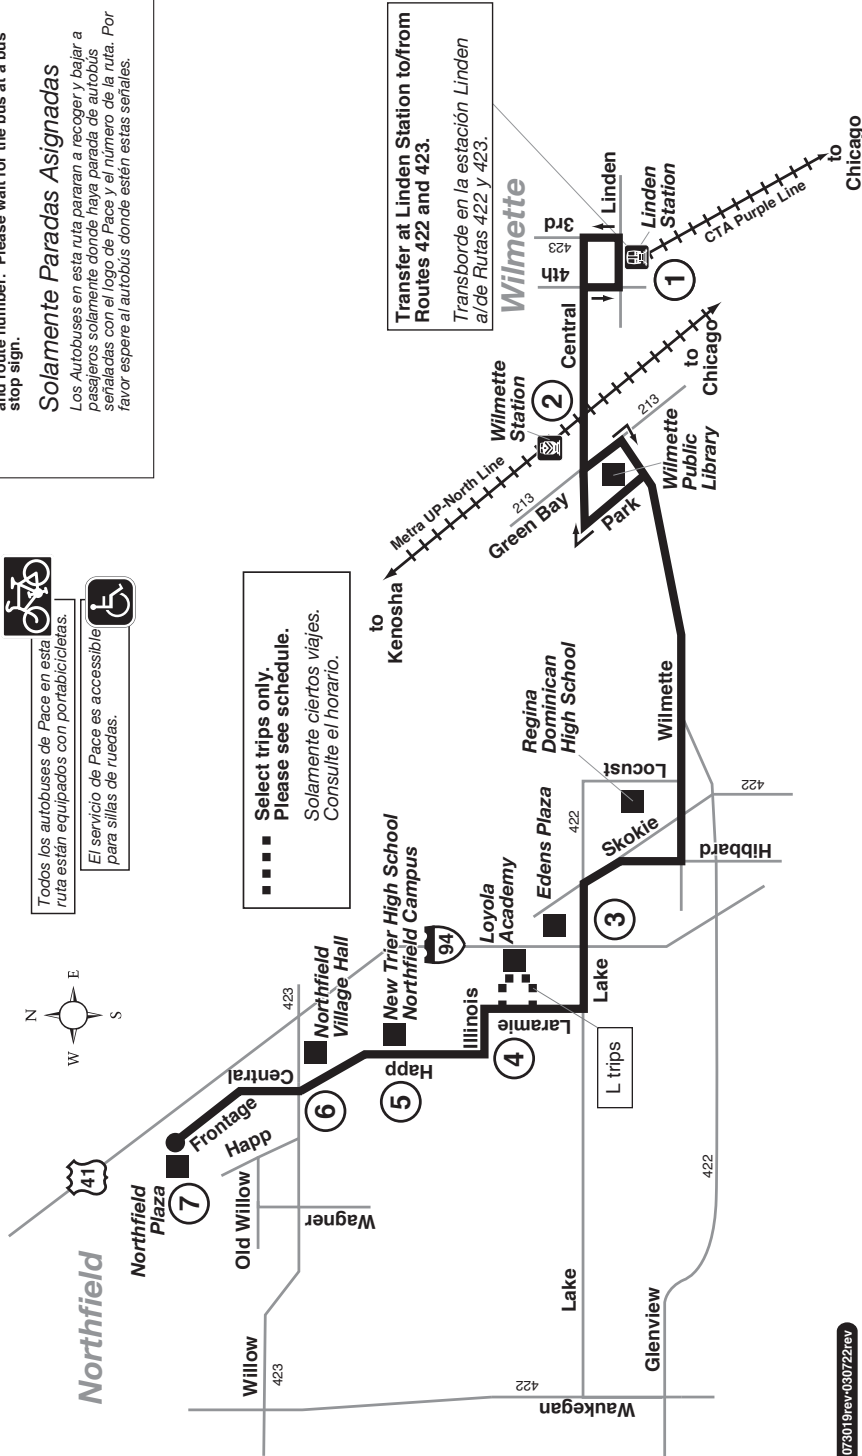 and route number. Please wait for the bus at a bus
stop sign.
Solamente Paradas Asignadas
Los Autobuses en esta ruta pararan a recoger y bajar a
pasajeros solamente donde haya parada de autobús
señaladas con el logo de Pace y el número de la ruta. Por
favor espere al autobús donde estén estas señales.
Todos los autobuses de Pace en esta
ruta están equipados con portabicicletas.
El servicio de Pace es accessible
para sillas de ruedas.
N
W
E
S
Select trips only.
Please see schedule.
Solamente ciertos viajes.
Consulte el horario.
Transfer at Linden Station to/from
Routes 422 and 423.
Transborde en la estación Linden
a/de Rutas 422 y 423.
Northfield
41
Northfield
Plaza
7
Frontage
Happ
Central
Old Willow
Wagner
Willow
423
423
6
Northfield
Village Hall
5
Happ
New Trier High School
Northfield Campus
94
Illinois
4
Laramie
Loyola
Academy
L trips
Edens Plaza
3
Lake
Lake
422
Waukegan
Glenview
422
422
Regina
Dominican
High School
Locust
Skokie
422
Hibbard
Wilmette
to
Kenosha
Metra UP-North Line
Wilmette
Station
2
213
Green Bay
Park
213
Wilmette
Public
Library
to
Chicago
Central
Wilmette
4th
423
3rd
Linden
1
Linden
Station
CTA Purple Line
to
Chicago
073019rev•030722rev